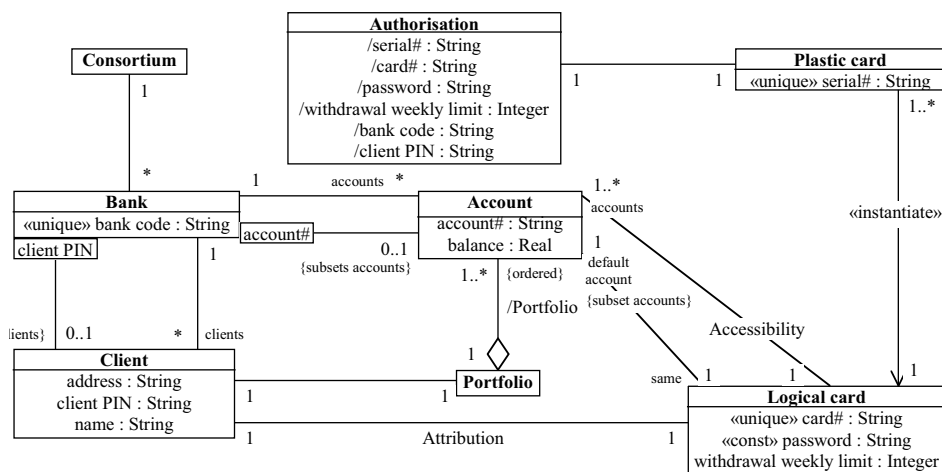 Authorisation
/serial# : String
/card# : String
/password : String
/withdrawal weekly limit : Integer
/bank code : String
/client PIN : String
Consortium
1
1
1
Plastic card
«unique» serial# : String
1..*
*
1
accounts
*
1..*
accounts
Bank
«unique» bank code : String
account#
client PIN
1
Account
account# : String
balance : Real
«instantiate»
0..1
{subsets accounts}
1
default
account
{subset accounts}
1..*
{ordered}
/Portfolio
Accessibility
lients}
0..1
*
clients
1
Portfolio
same
1
1
1
Client
address : String
client PIN : String
name : String
1
1
Logical card
«unique» card# : String
«const» password : String
withdrawal weekly limit : Integer
1
Attribution
1